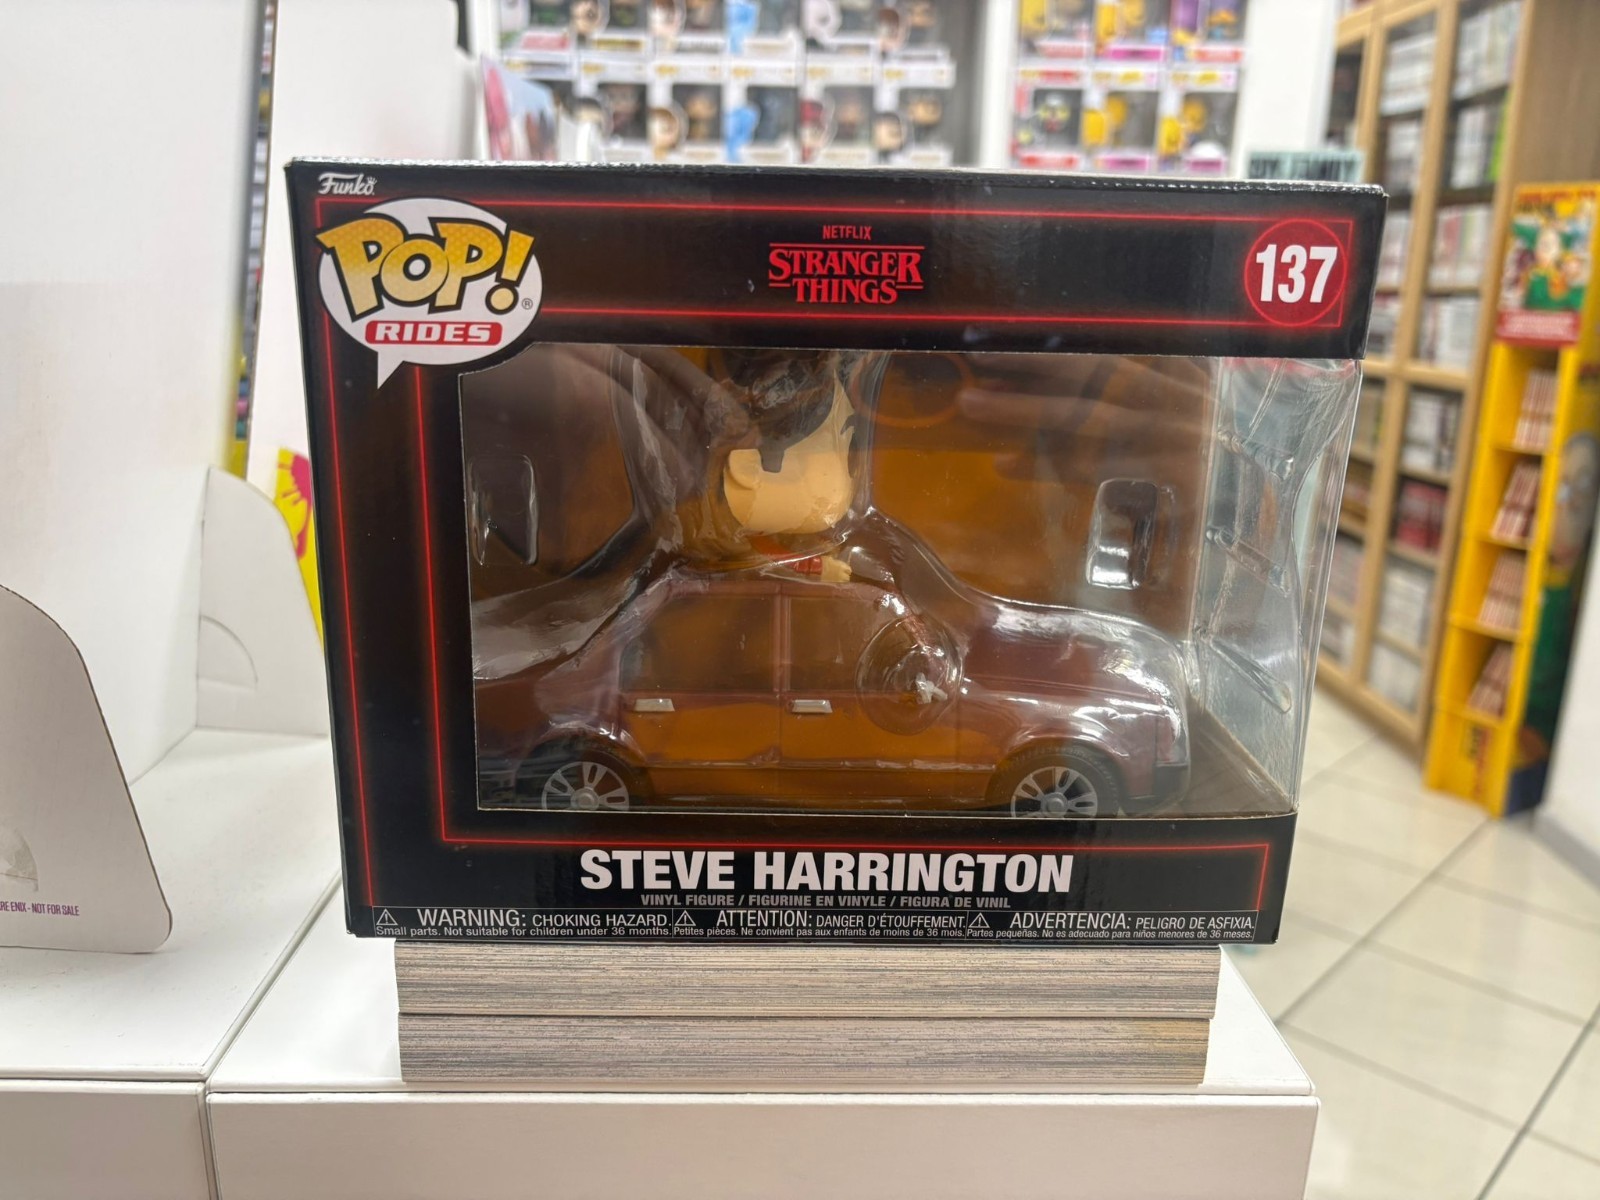 Funko
POP!®
RIDES
NETFLIX
STRANGER
THINGS
137
STEVE HARRINGTON
VINYL FIGURE / FIGURINE EN VINYLE / FIGURA DE VINIL
WARNING: CHOKING HAZARD.
Small parts. Not suitable for children under 36 months.
ATTENTION: DANGER D'ÉTOUFFEMENT.
Petites pièces. Ne convient pas aux enfants de moins de 36 mois.
ADVERTENCIA: PELIGRO DE ASFIXIA.
Partes pequeñas. No es adecuado para niños menores de 36 meses.
RE ENIX - NOT FOR SALE